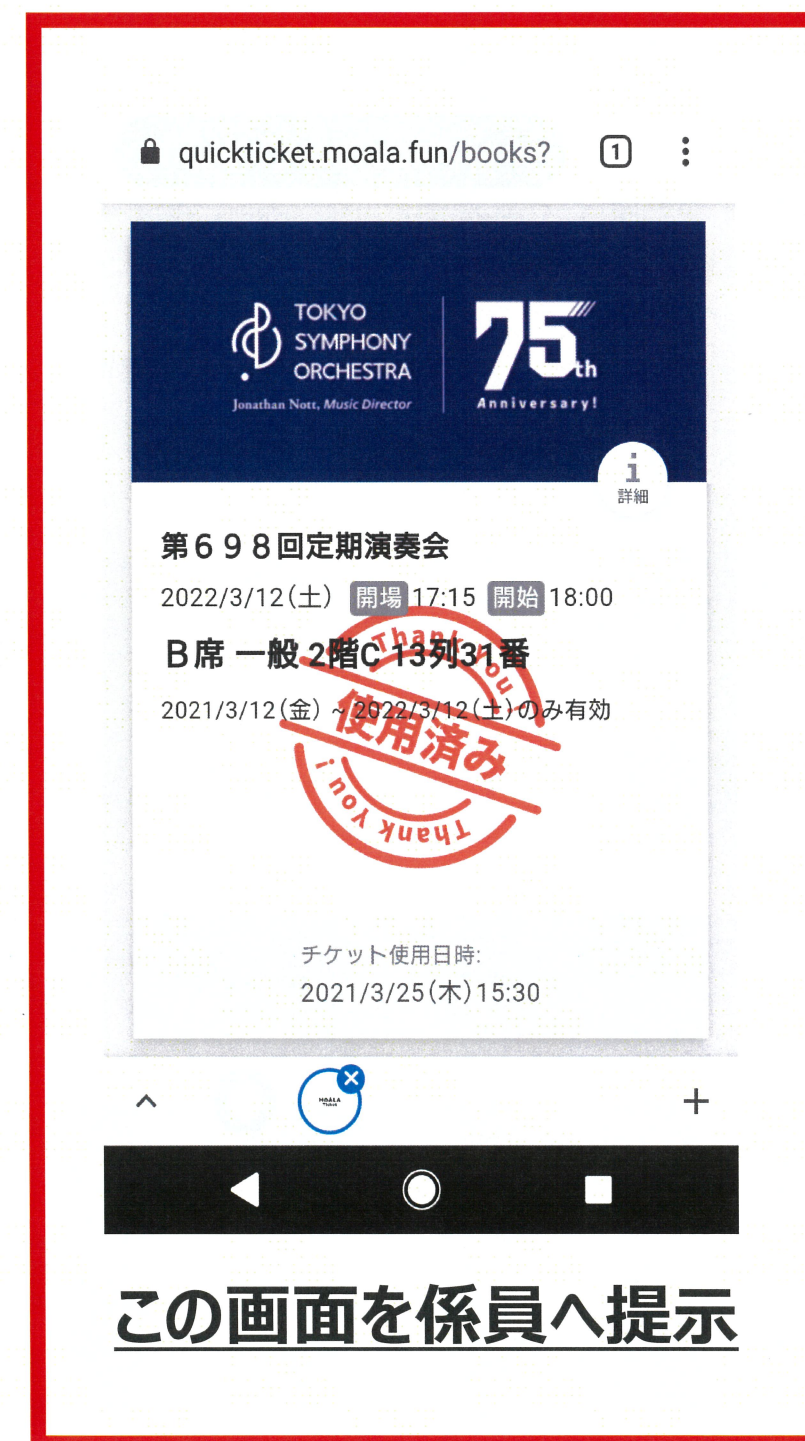 quickticket.moala.fun/books?
1
TOKYO
SYMPHONY
ORCHESTRA
Jonathan Nott, Music Director
75th
Anniversary!
i
詳細
第698回定期演奏会
2022/3/12(土) 開場 17:15 開始 18:00
B席 一般 2階C 13列31番
2021/3/12(金) ~ 2022/3/12(土)のみ有効
Thank you !
使用済み
Thank you !
チケット使用日時:
2021/3/25(木)15:30
MOALA
Ticket
この画面を係員へ提示